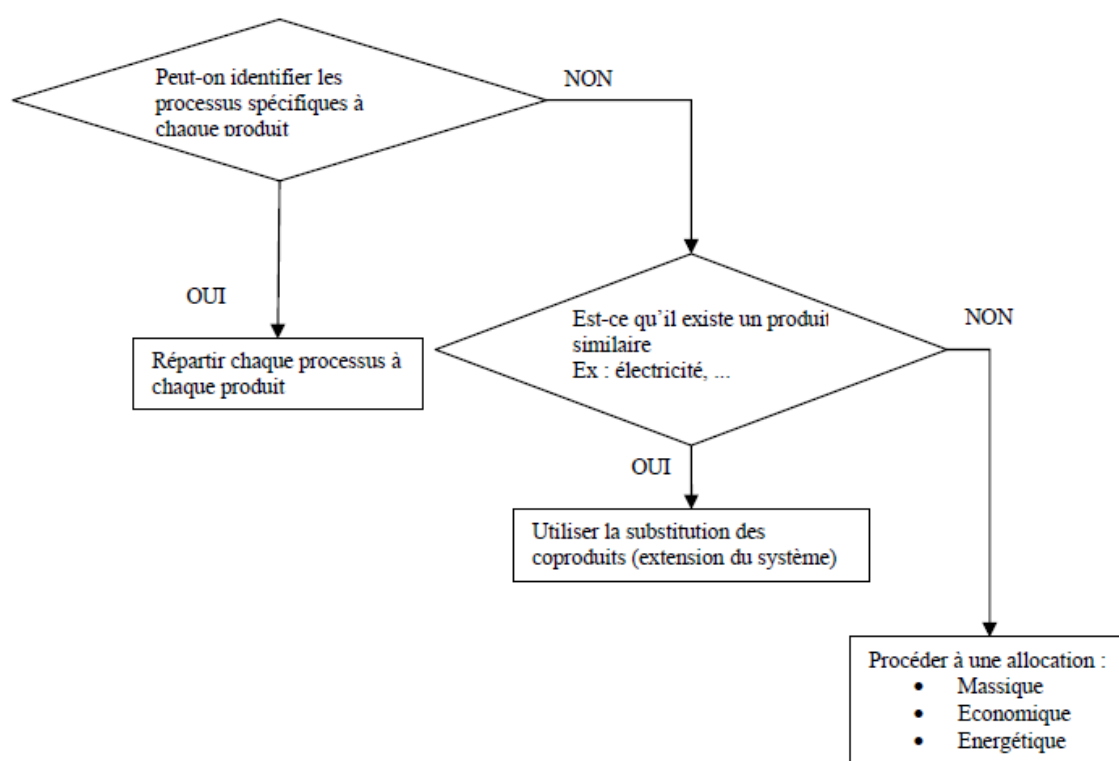 Peut-on identifier les
processus spécifiques à
chaque produit
NON
OUI
Répartir chaque processus à
chaque produit
Est-ce qu'il existe un produit
similaire
Ex : électricité, ...
NON
OUI
Utiliser la substitution des
coproduits (extension du système)
Procéder à une allocation :
• Massique
• Economique
• Energétique